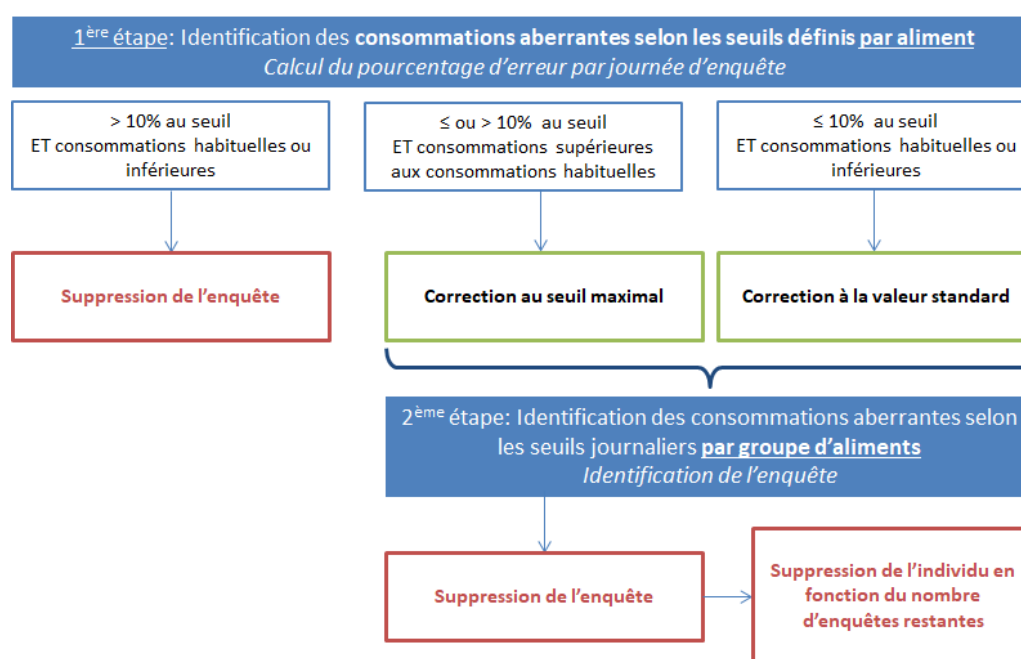 1ère étape: Identification des consommations aberrantes selon les seuils définis par aliment
Calcul du pourcentage d'erreur par journée d'enquête
> 10% au seuil
ET consommations habituelles ou
inférieures
≤ ou > 10% au seuil
ET consommations supérieures
aux consommations habituelles
≤ 10% au seuil
ET consommations habituelles ou
inférieures
Suppression de l'enquête
Correction au seuil maximal
Correction à la valeur standard
2ème étape: Identification des consommations aberrantes selon
les seuils journaliers par groupe d'aliments
Identification de l'enquête
Suppression de l'enquête
Suppression de l'individu en
fonction du nombre
d'enquêtes restantes